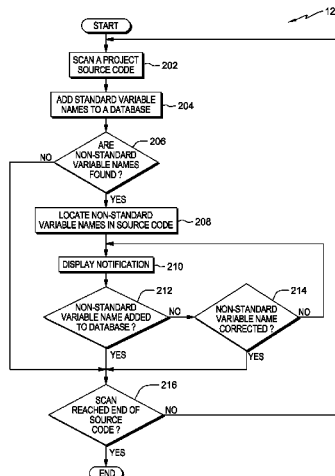 12
START
SCAN A PROJECT
SOURCE CODE
202
ADD STANDARD VARIABLE
NAMES TO A DATABASE
204
ARE
NON-STANDARD
VARIABLE NAMES
FOUND ?
206
NO
YES
LOCATE NON-STANDARD
VARIABLE NAMES IN SOURCE CODE
208
DISPLAY NOTIFICATION
210
NON-STANDARD
VARIABLE NAME ADDED
TO DATABASE ?
212
NO
YES
NON-STANDARD
VARIABLE NAME
CORRECTED ?
214
NO
YES
SCAN
REACHED END OF
SOURCE
CODE ?
216
NO
YES
END